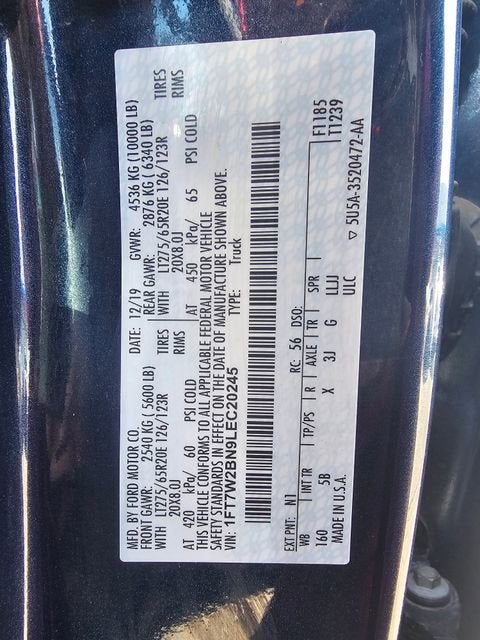 MFD. BY FORD MOTOR CO.
DATE: 12/19 GVWR: 4536 KG (10000 LB)
FRONT GAWR: 2540 KG ( 5600 LB) REAR GAWR: 2876 KG ( 6340 LB)
WITH LT275/65R20E 126/123R TIRES WITH LT275/65R20E 126/123R TIRES
20X8.0J RIMS 20X8.0J RIMS
AT 420 kPa/ 60 PSI COLD AT 450 kPa/ 65 PSI COLD
THIS VEHICLE CONFORMS TO ALL APPLICABLE FEDERAL MOTOR VEHICLE
SAFETY STANDARDS IN EFFECT ON THE DATE OF MANUFACTURE SHOWN ABOVE.
VIN: 1FT7W2BN9LEC20245 TYPE: Truck
F1185
EXT PNT: N1 RC: 56 DSO: T1239
WB INT TR TP/PS R AXLE TR SPR
160 5B X 3J G LLJJ
MADE IN U.S.A. ULC ▽ 5U5A-3520472-AA